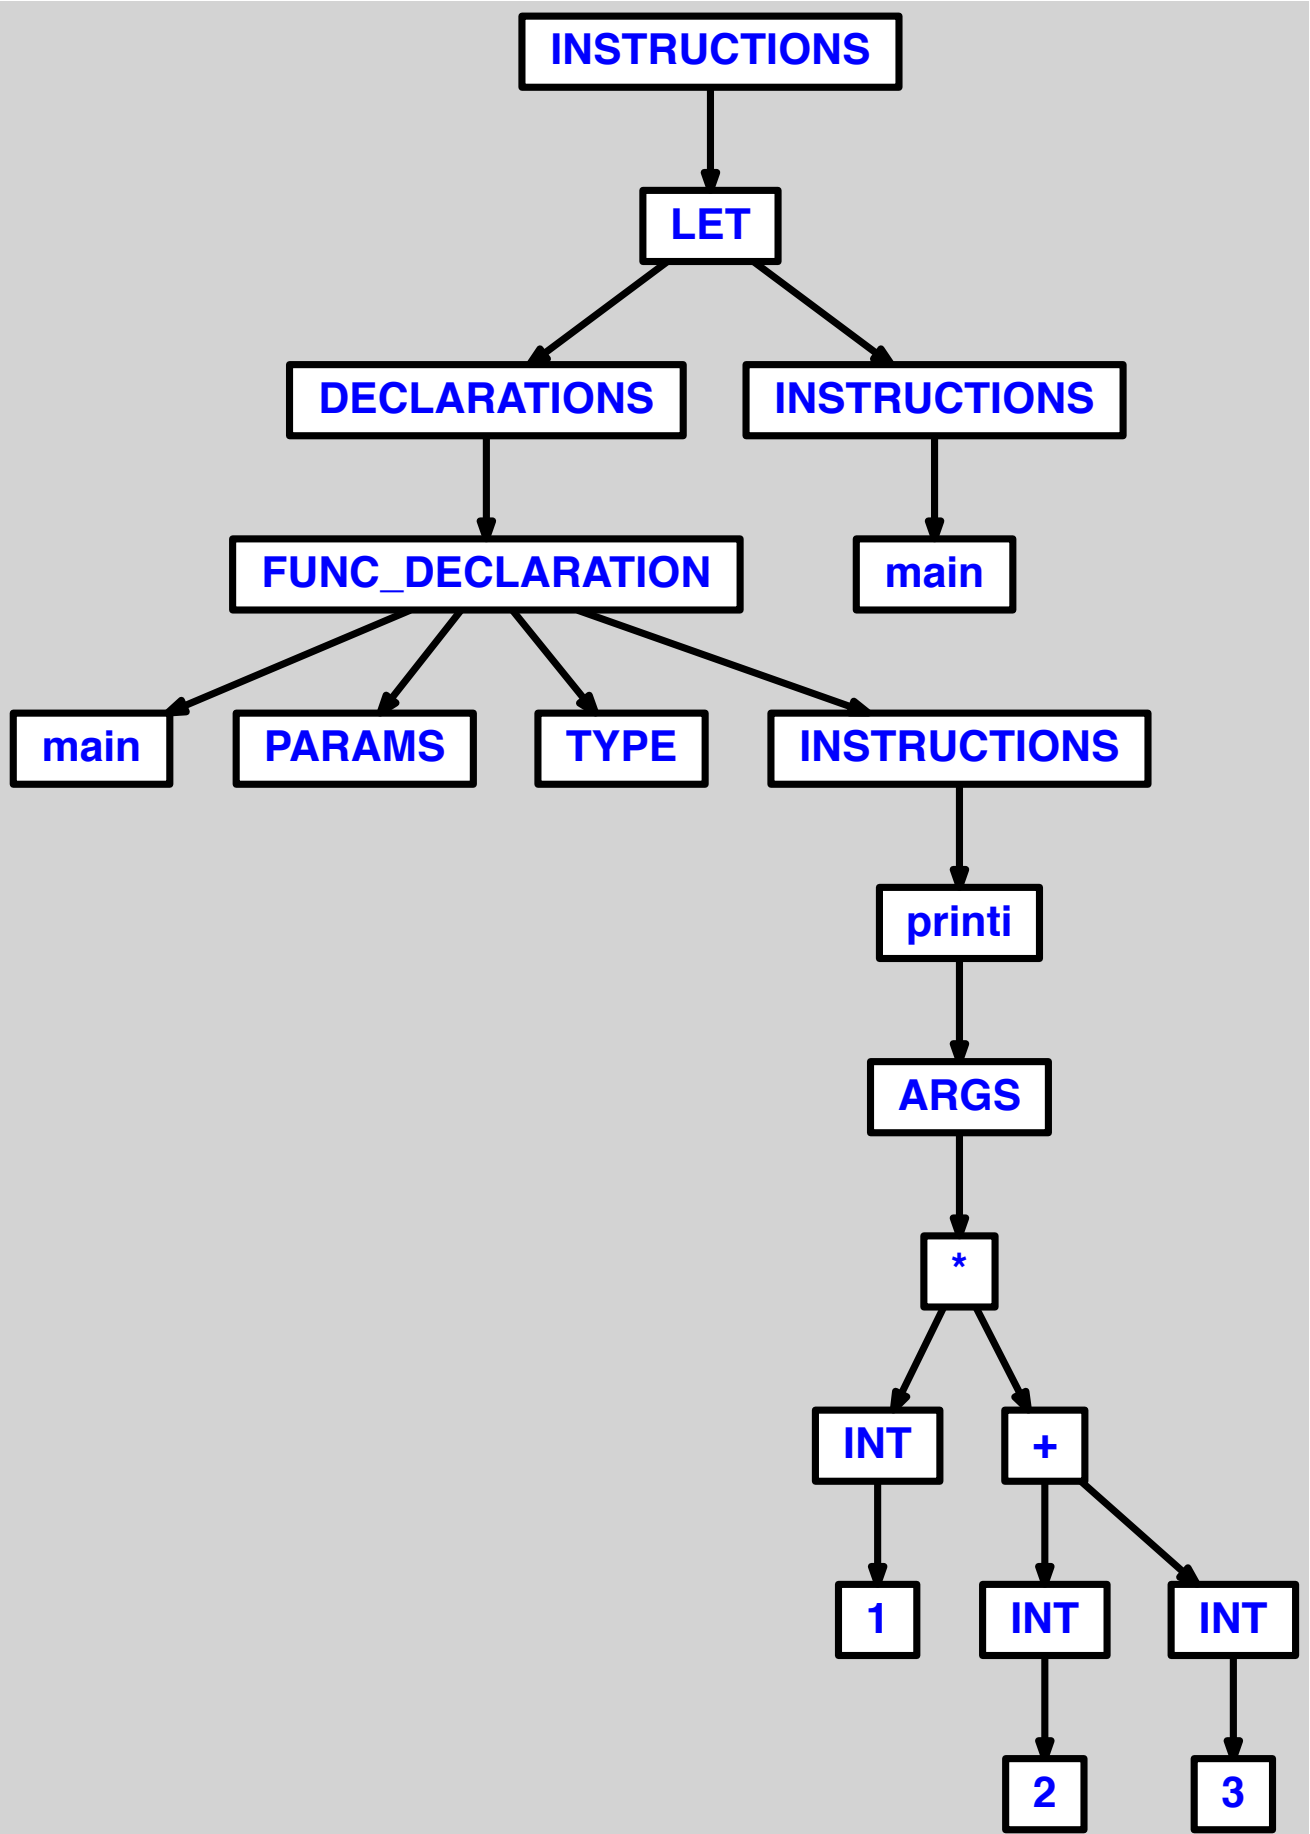 INSTRUCTIONS
LET
DECLARATIONS
INSTRUCTIONS
FUNC_DECLARATION
main
main
PARAMS
TYPE
INSTRUCTIONS
printi
ARGS
*
INT
+
1
INT
INT
2
3